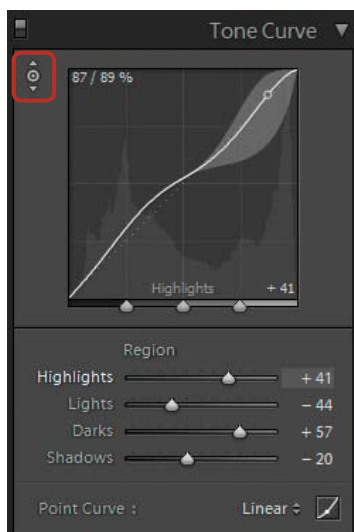 Tone Curve
87 / 89 %
Highlights + 41
Region
Highlights + 41
Lights − 44
Darks + 57
Shadows − 20
Point Curve : Linear